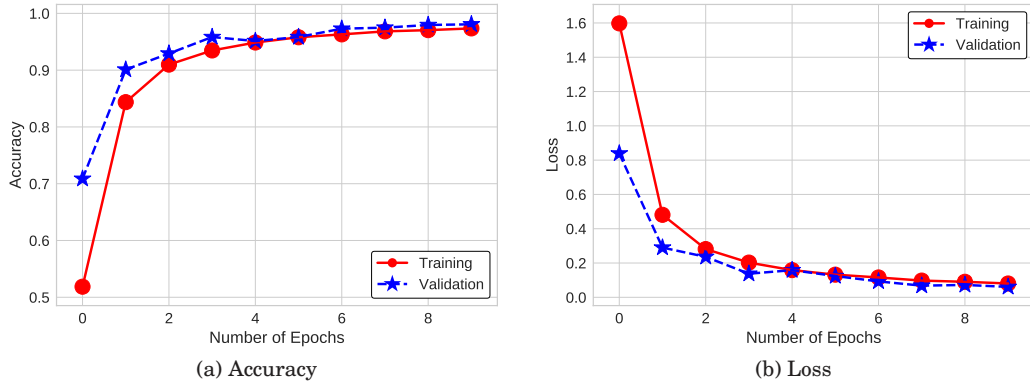 1.0
0.9
0.8
0.7
0.6
0.5
Accuracy
0 2 4 6 8
Number of Epochs
Training
Validation
(a) Accuracy
1.6
1.4
1.2
1.0
0.8
0.6
0.4
0.2
0.0
Loss
0 2 4 6 8
Number of Epochs
Training
Validation
(b) Loss